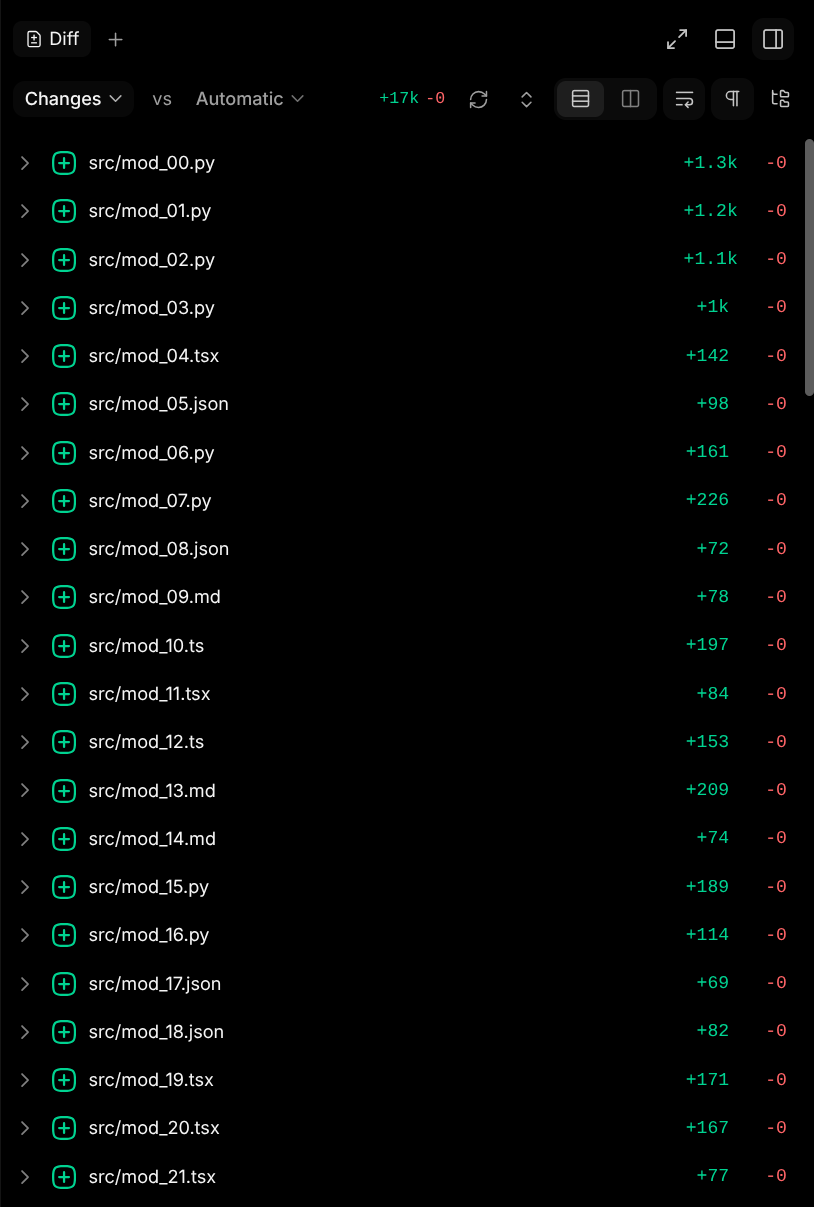 Diff
Changes vs Automatic +17k -0
src/mod_00.py +1.3k -0
src/mod_01.py +1.2k -0
src/mod_02.py +1.1k -0
src/mod_03.py +1k -0
src/mod_04.tsx +142 -0
src/mod_05.json +98 -0
src/mod_06.py +161 -0
src/mod_07.py +226 -0
src/mod_08.json +72 -0
src/mod_09.md +78 -0
src/mod_10.ts +197 -0
src/mod_11.tsx +84 -0
src/mod_12.ts +153 -0
src/mod_13.md +209 -0
src/mod_14.md +74 -0
src/mod_15.py +189 -0
src/mod_16.py +114 -0
src/mod_17.json +69 -0
src/mod_18.json +82 -0
src/mod_19.tsx +171 -0
src/mod_20.tsx +167 -0
src/mod_21.tsx +77 -0